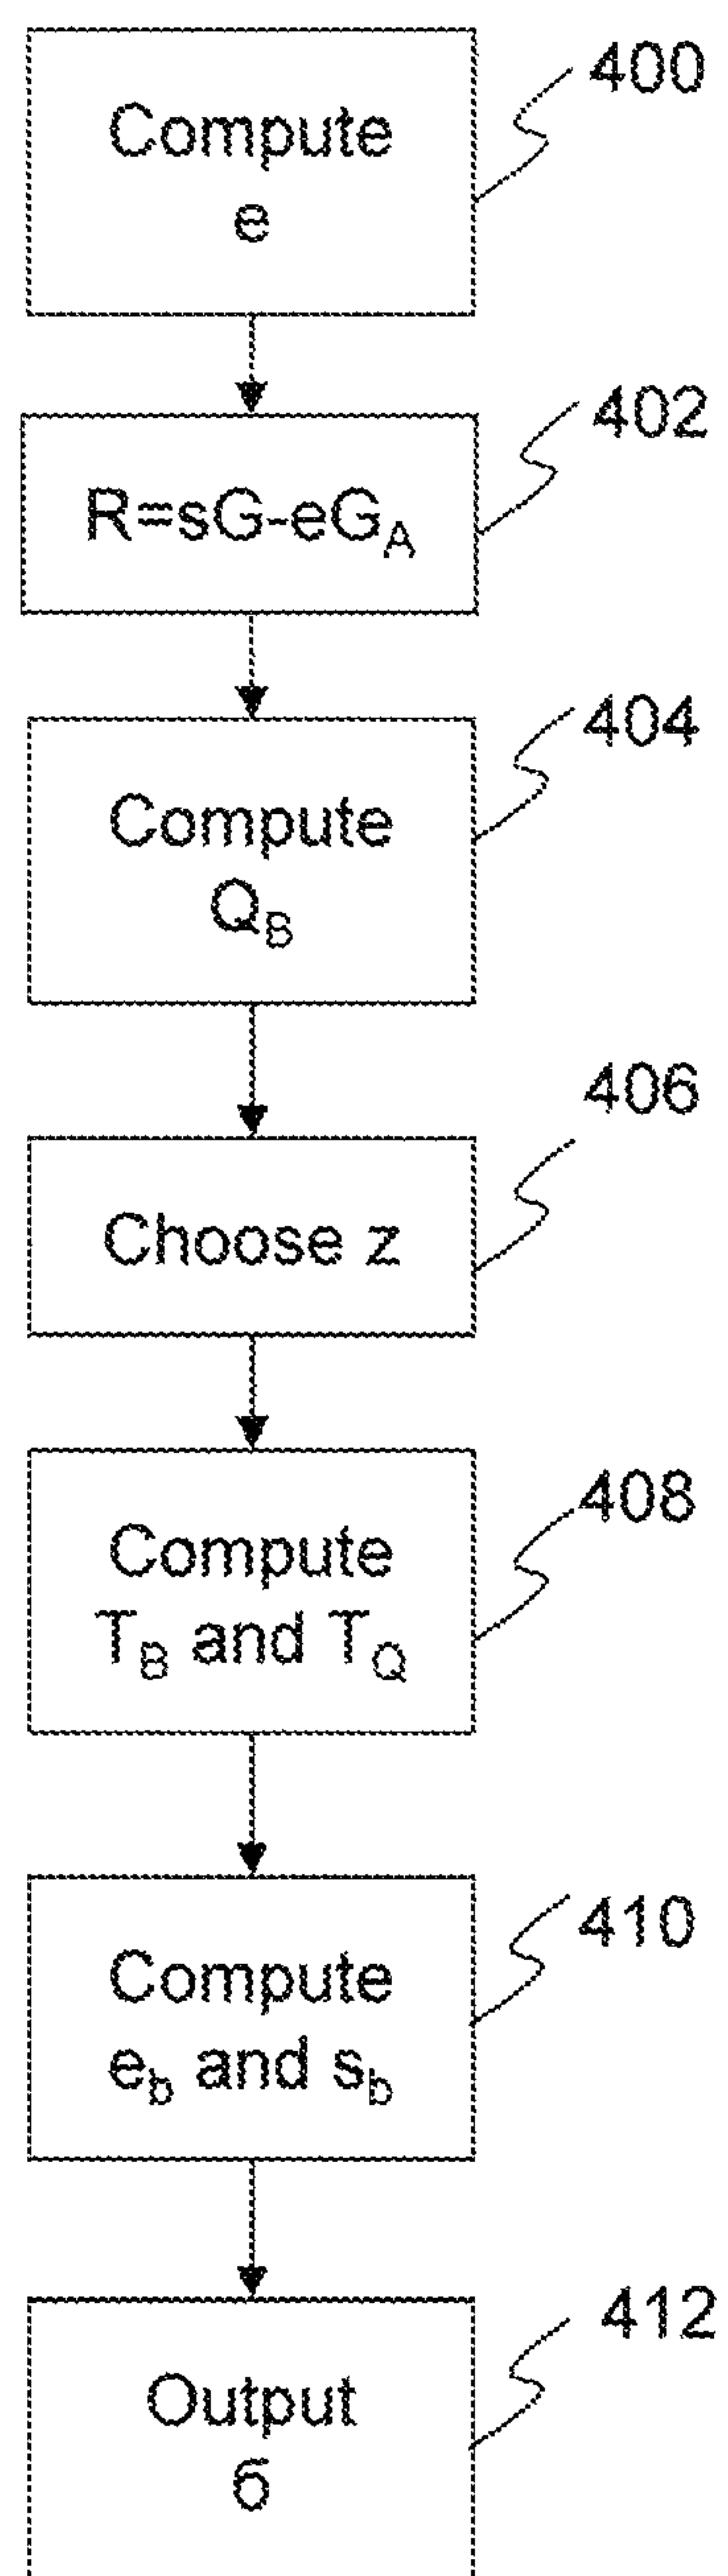 400
Compute
e
402
R=sG-eG_A
404
Compute
Q_B
406
Choose z
408
Compute
T_B and T_Q
410
Compute
e_b and s_b
412
Output
б